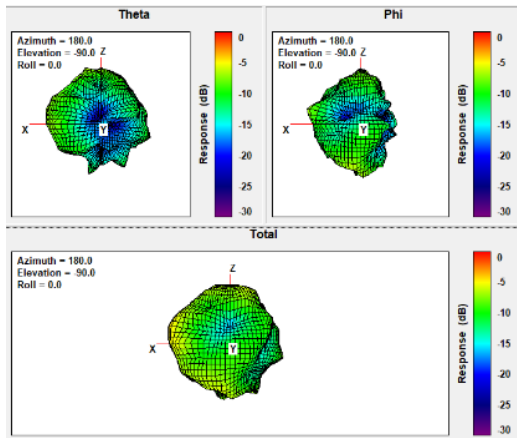 Theta
Azimuth = 180.0
Elevation = -90.0
Roll = 0.0
Z
X
Y
0
-5
-10
-15
-20
-25
-30
Response (dB)
Phi
Azimuth = 180.0
Elevation = -90.0
Roll = 0.0
Z
X
Y
0
-5
-10
-15
-20
-25
-30
Response (dB)
Total
Azimuth = 180.0
Elevation = -90.0
Roll = 0.0
Z
X
Y
0
-5
-10
-15
-20
-25
-30
Response (dB)